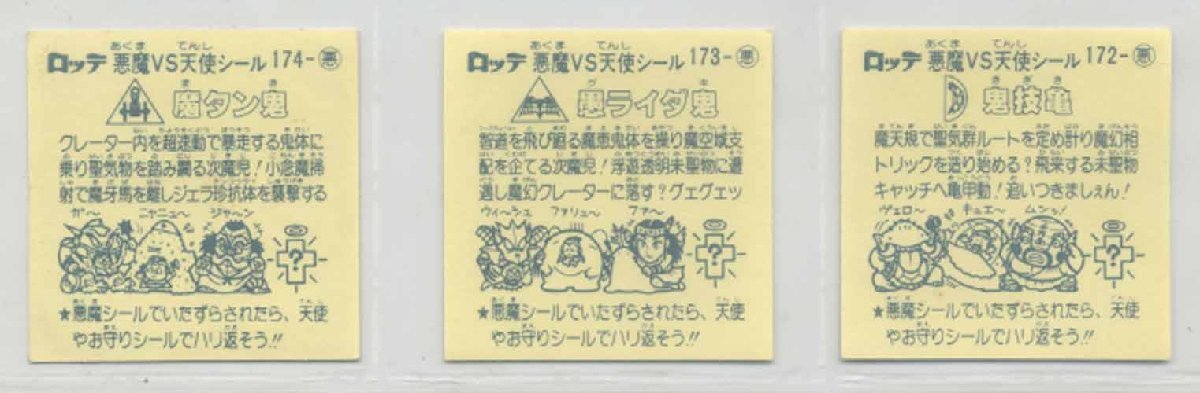 ロッテ 悪魔VS天使シール 174-悪
魔タン鬼
クレーター内を超速動で暴走する鬼体に
乗り聖気物を踏み潤る次魔児!小悪魔掃
射で魔牙馬を離しジェラ珍抗体を襲撃する
ガ〜 ニャニュ〜 ジャ〜ン
?
★悪魔シールでいたずらされたら、天使
やお守りシールでハリ返そう!!
ロッテ 悪魔VS天使シール 173-悪
愚ライダ鬼
智道を飛び廻る魔恵鬼体を操り魔空域支
配を企てる次魔児!浮遊透明未聖物に遭
遇し魔幻クレーターに落す?グェグェッ
ウィ〜シュ ファリュ〜 ファ〜
?
★悪魔シールでいたずらされたら、天使
やお守りシールでハリ返そう!!
ロッテ 悪魔VS天使シール 172-悪
鬼技亀
魔天規で聖気群ルートを定め計り魔幻相
トリックを造り始める?飛来する未聖物
キャッチへ亀甲動!追いつきましぇん!
ゲェロ〜 キュエ〜 ムシッ!
?
★悪魔シールでいたずらされたら、天使
やお守りシールでハリ返そう!!